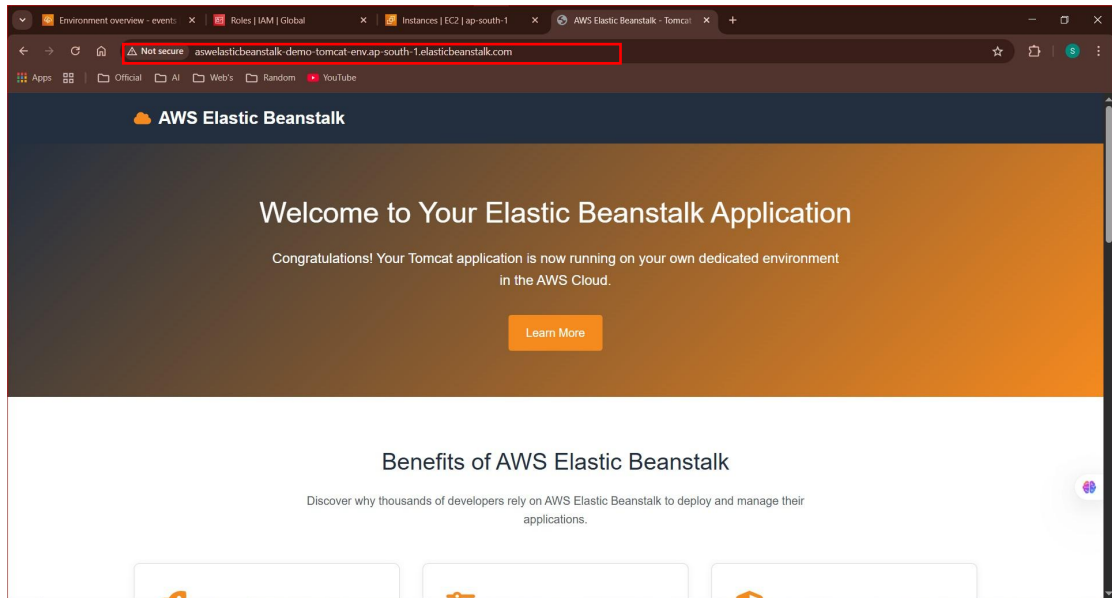 Environment overview - events
Roles | IAM | Global
Instances | EC2 | ap-south-1
AWS Elastic Beanstalk - Tomcat
Not secure
aswelasticbeanstalk-demo-tomcat-env.ap-south-1.elasticbeanstalk.com
S
Apps
Official
AI
Web's
Random
YouTube
AWS Elastic Beanstalk
Welcome to Your Elastic Beanstalk Application
Congratulations! Your Tomcat application is now running on your own dedicated environment
in the AWS Cloud.
Learn More
Benefits of AWS Elastic Beanstalk
Discover why thousands of developers rely on AWS Elastic Beanstalk to deploy and manage their
applications.